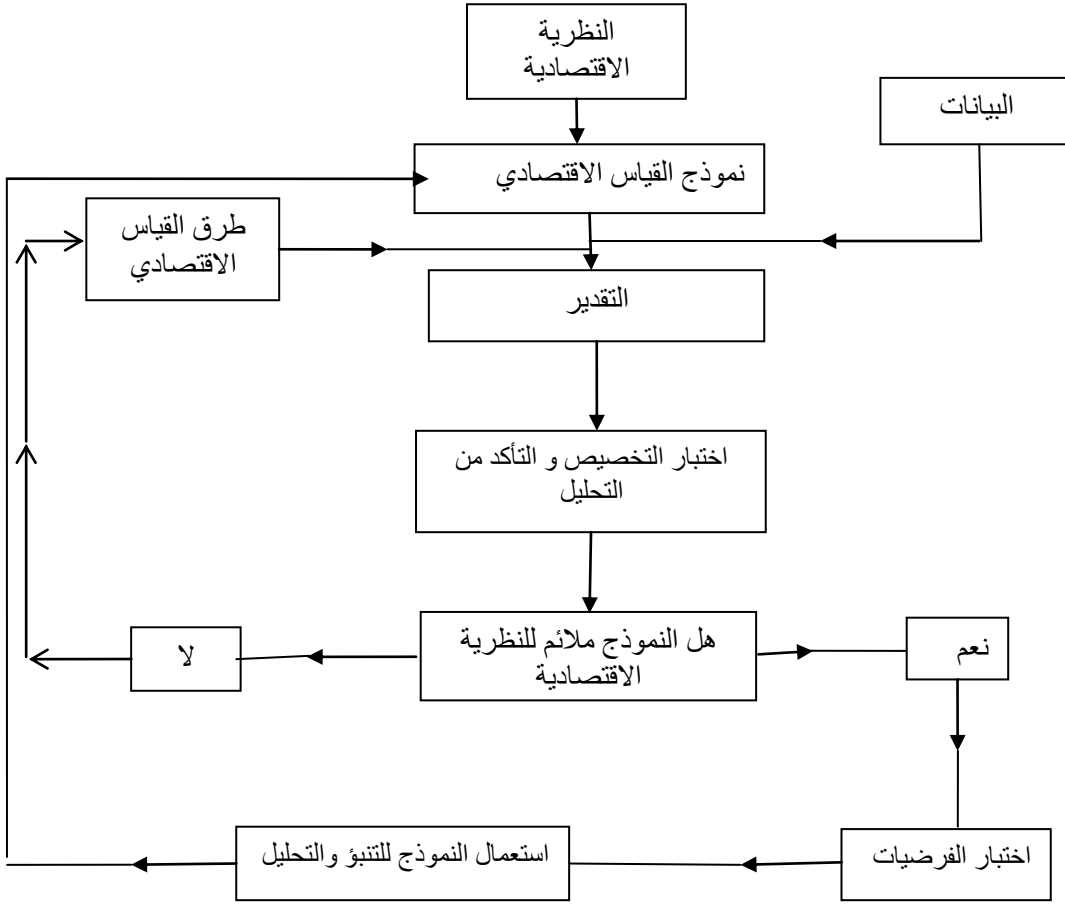 النظرية
الاقتصادية
البيانات
نموذج القياس الاقتصادي
طرق القياس
الاقتصادي
التقدير
اختبار التخصيص و التأكد من
التحليل
هل النموذج ملائم للنظرية
الاقتصادية
نعم
لا
اختبار الفرضيات
استعمال النموذج للتنبؤ والتحليل